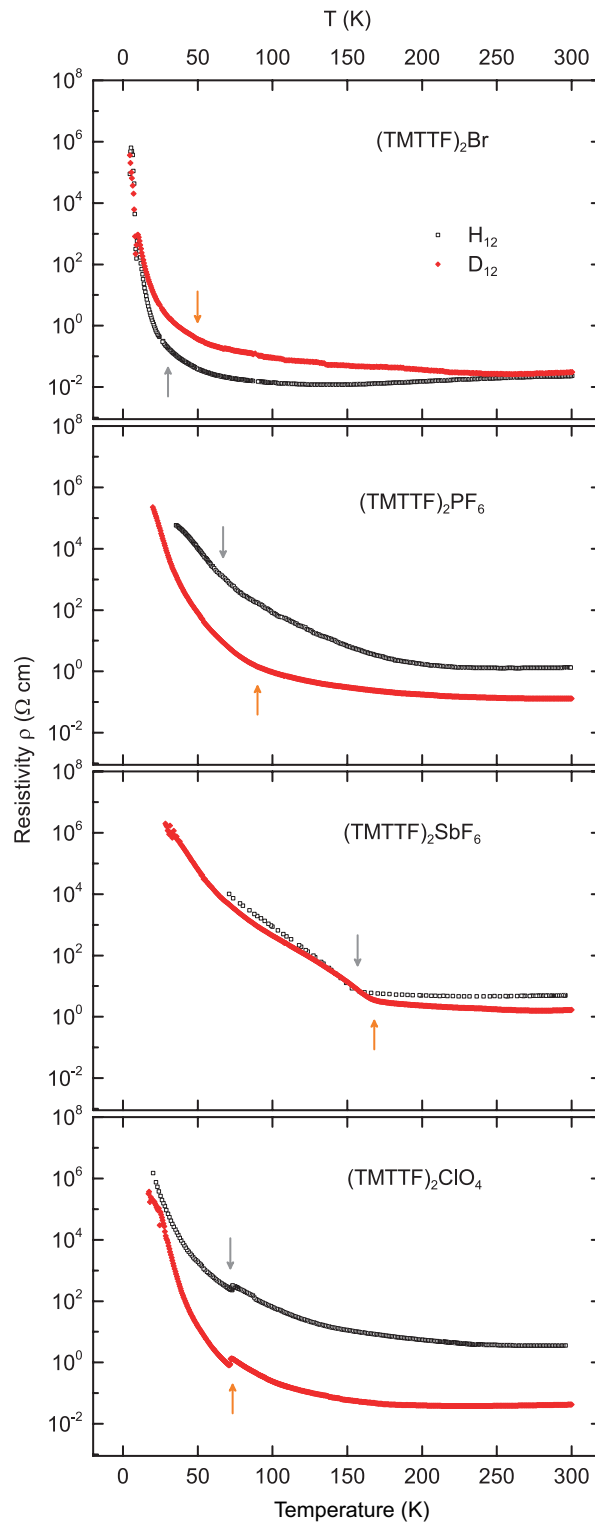 T (K)
0 50 100 150 200 250 300
10^8
10^6
10^4
10^2
10^0
10^-2
(TMTTF)₂Br
H₁₂
D₁₂
10^8
10^6
10^4
10^2
10^0
10^-2
(TMTTF)₂PF₆
10^8
10^6
10^4
10^2
10^0
10^-2
(TMTTF)₂SbF₆
10^8
10^6
10^4
10^2
10^0
10^-2
(TMTTF)₂ClO₄
Resistivity ρ (Ω cm)
0 50 100 150 200 250 300
Temperature (K)